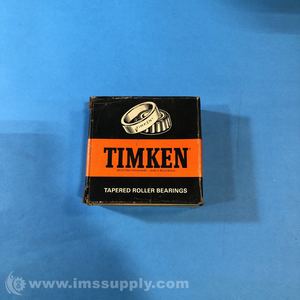 TIMKEN
TAPERED ROLLER BEARINGS
© www.imssupply.com